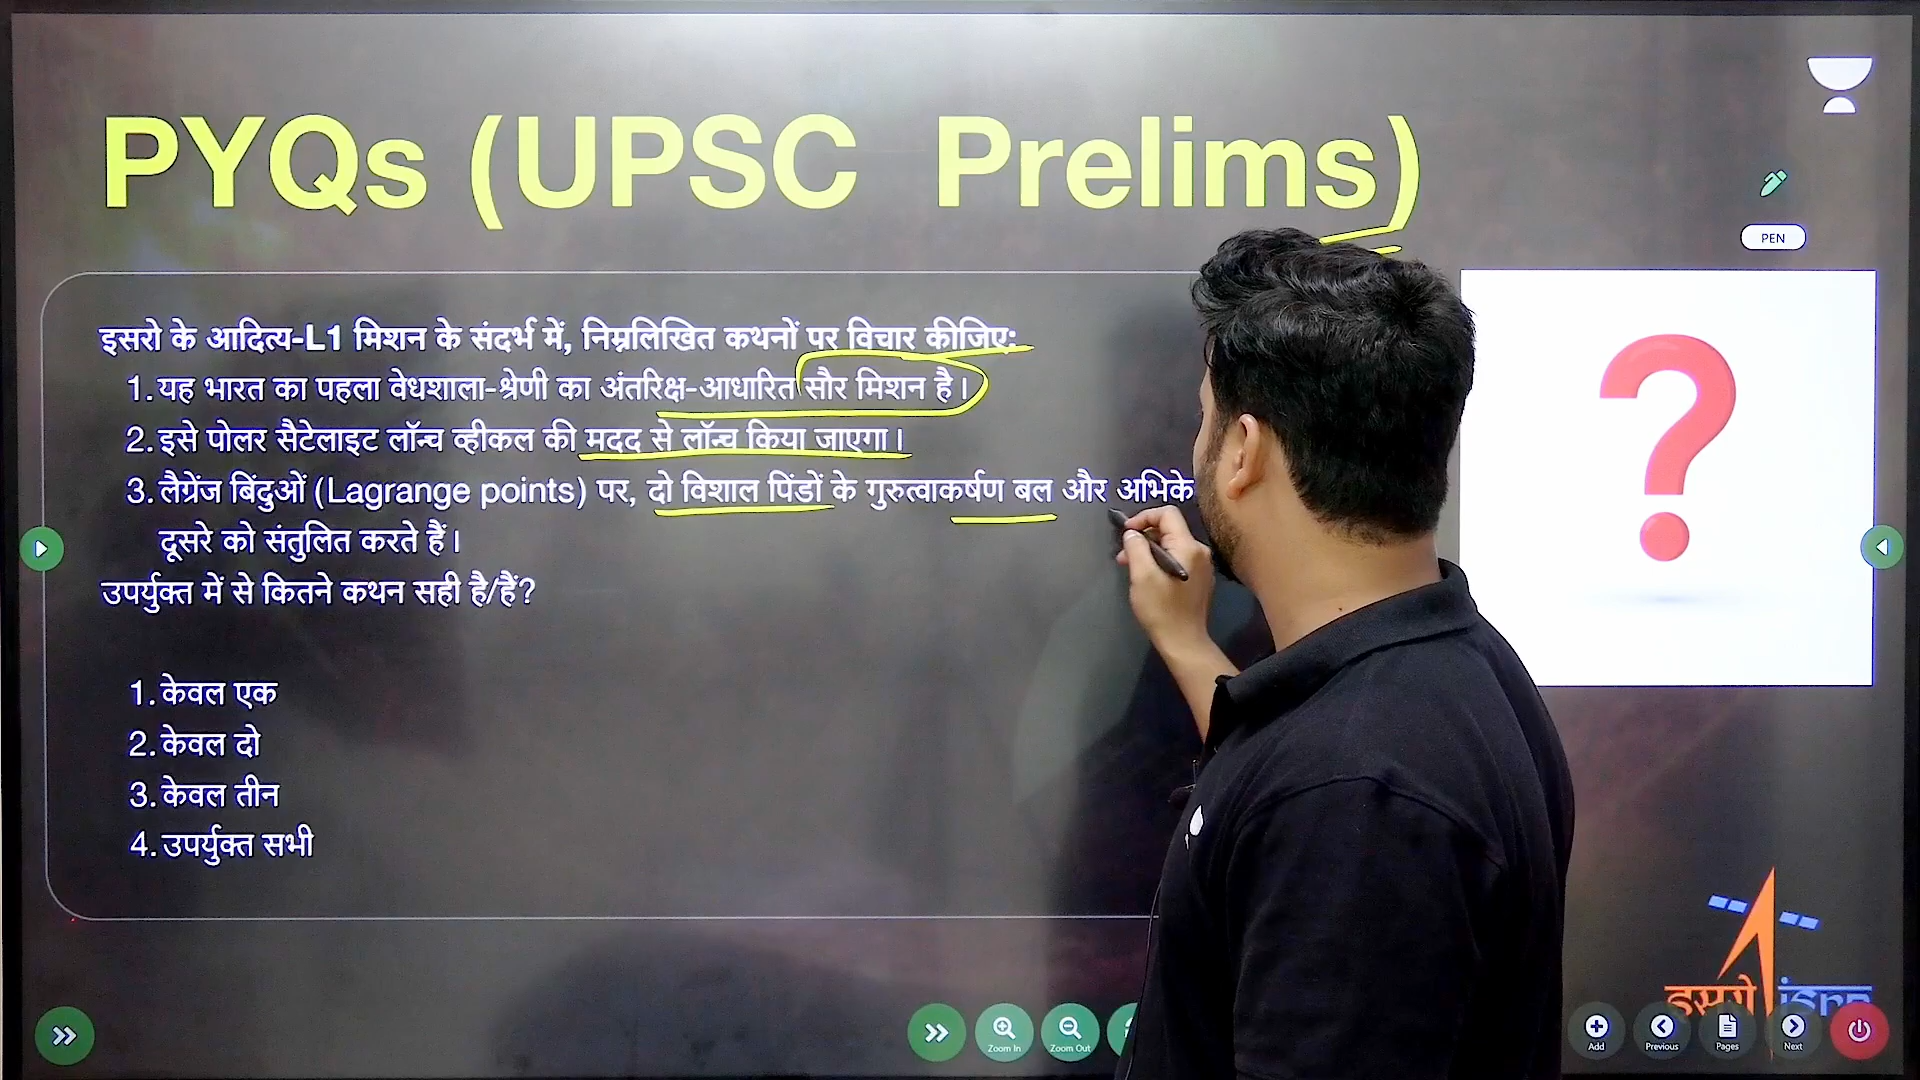 PYQs (UPSC Prelims)
PEN
इसरो के आदित्य-L1 मिशन के संदर्भ में, निम्नलिखित कथनों पर विचार कीजिए:
1. यह भारत का पहला वेधशाला-श्रेणी का अंतरिक्ष-आधारित सौर मिशन है।
2. इसे पोलर सैटेलाइट लॉन्च व्हीकल की मदद से लॉन्च किया जाएगा।
3. लैग्रेंज बिंदुओं (Lagrange points) पर, दो विशाल पिंडों के गुरुत्वाकर्षण बल और अभिके
दूसरे को संतुलित करते हैं।
उपर्युक्त में से कितने कथन सही है/हैं?
1. केवल एक
2. केवल दो
3. केवल तीन
4. उपर्युक्त सभी
इसरो isro
Zoom In Zoom Out
Add Previous Pages Next